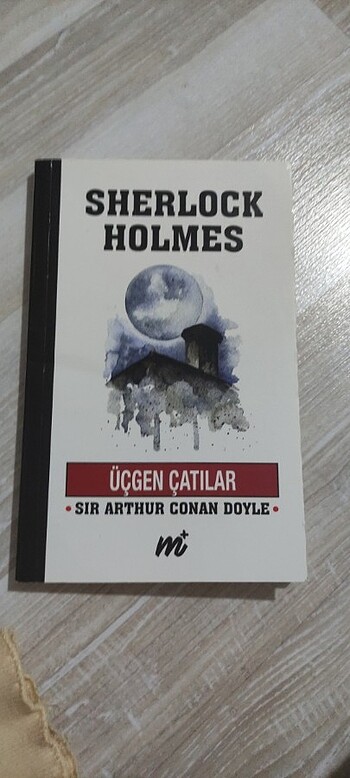 SHERLOCK
HOLMES
ÜÇGEN ÇATILAR
• SIR ARTHUR CONAN DOYLE •
m+